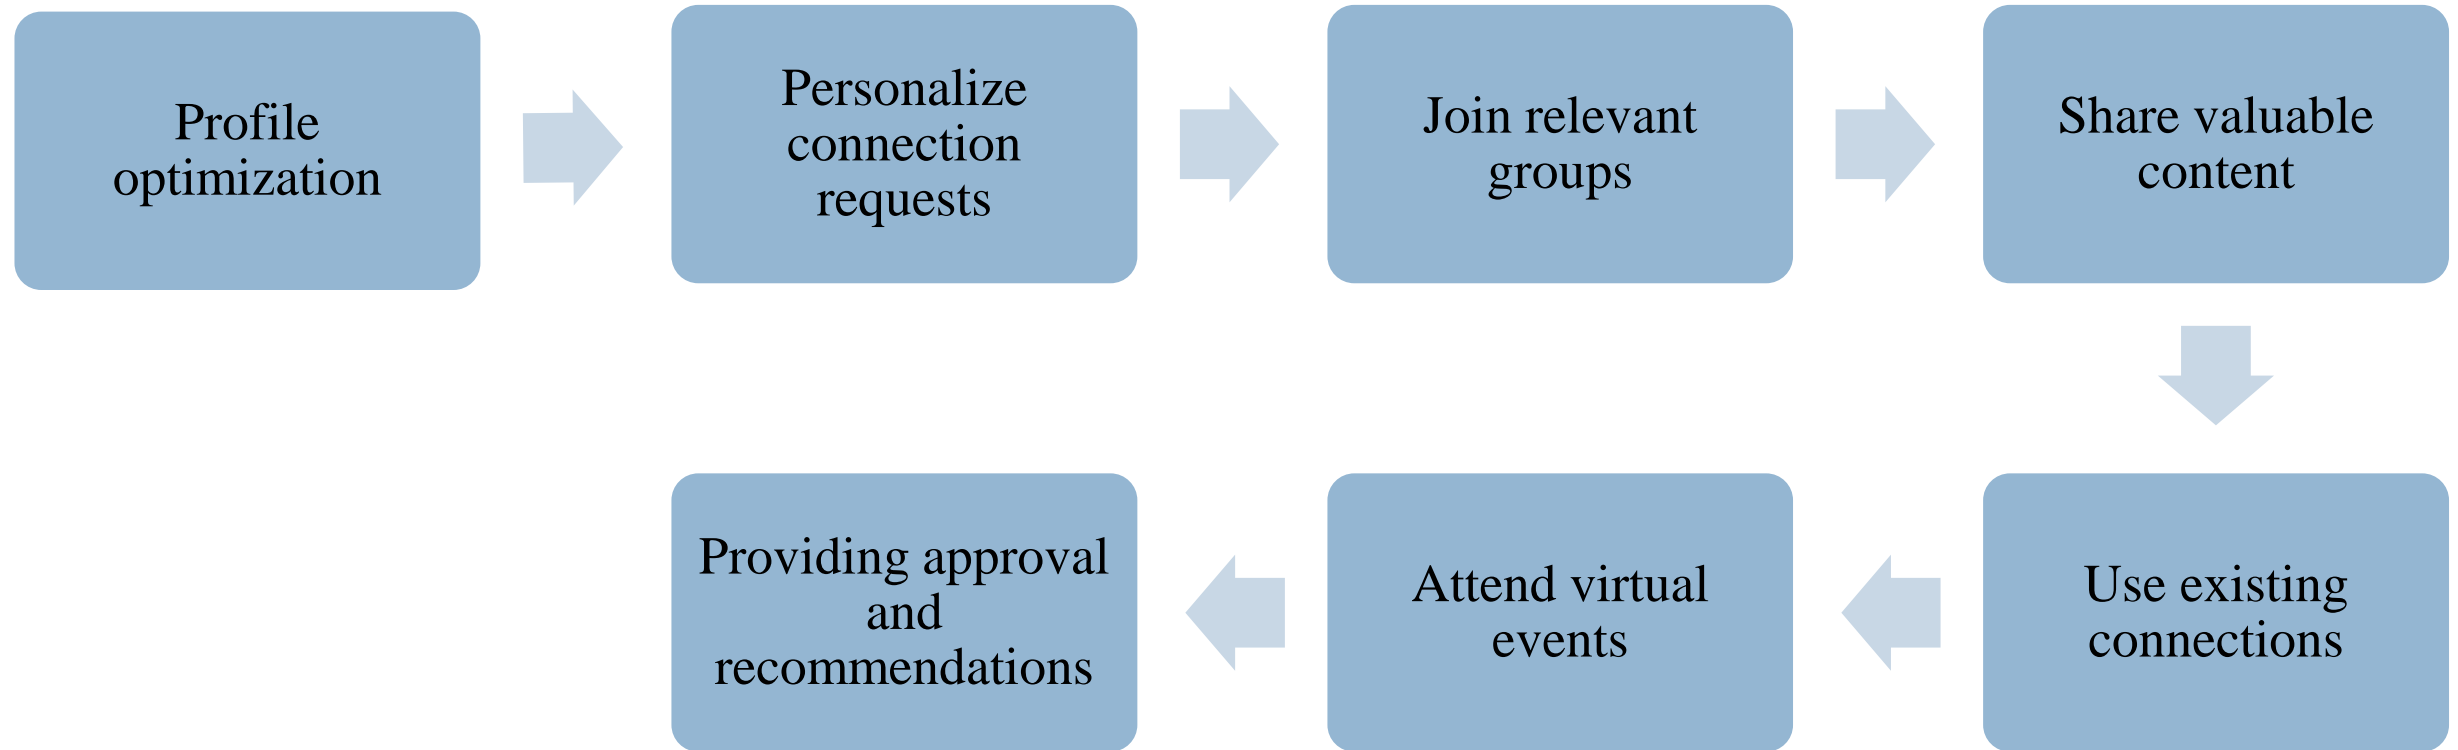 Profile
optimization
Personalize
connection
requests
Join relevant
groups
Share valuable
content
Use existing
connections
Attend virtual
events
Providing approval
and
recommendations